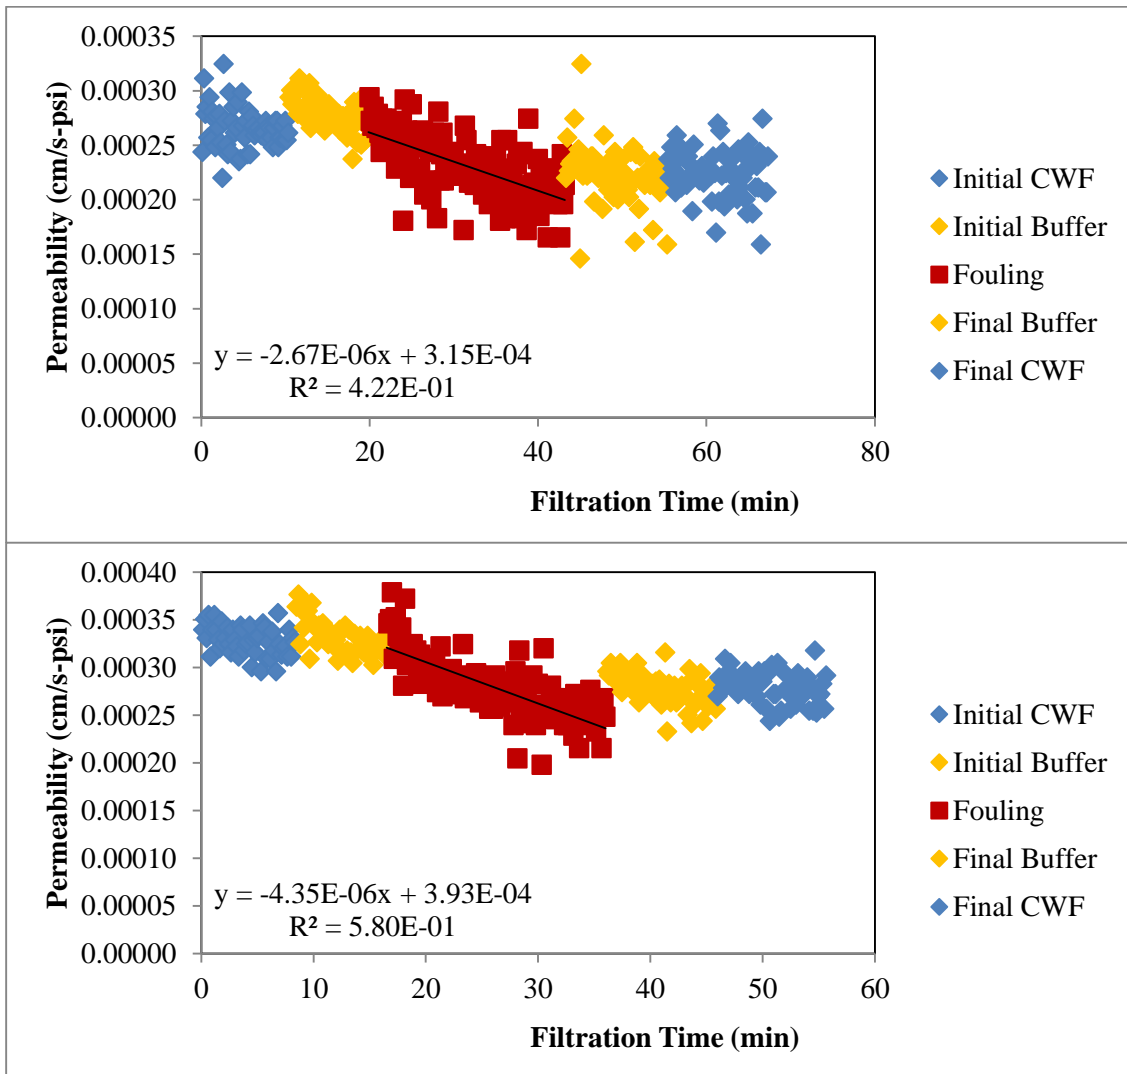 0.00035
0.00030
0.00025
0.00020
0.00015
0.00010
0.00005
0.00000
Permeability (cm/s-psi)
y = -2.67E-06x + 3.15E-04
R² = 4.22E-01
0 20 40 60 80
Filtration Time (min)
Initial CWF
Initial Buffer
Fouling
Final Buffer
Final CWF
0.00040
0.00035
0.00030
0.00025
0.00020
0.00015
0.00010
0.00005
0.00000
Permeability (cm/s-psi)
y = -4.35E-06x + 3.93E-04
R² = 5.80E-01
0 10 20 30 40 50 60
Filtration Time (min)
Initial CWF
Initial Buffer
Fouling
Final Buffer
Final CWF